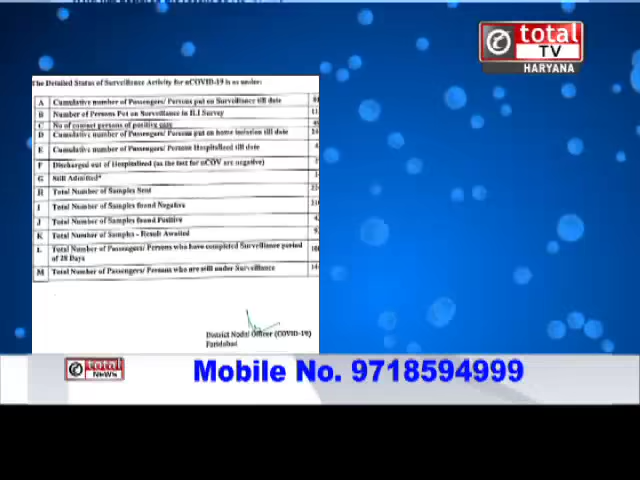 total
TV
HARYANA
The Detailed Status of Surveillance Activity for nCOVID-19 is as under:
A Cumulative number of Passengers/ Persons put on Surveillance till date
B Number of Persons Put on Surveillance in ILI Survey
C No of contact persons of positive case
D Cumulative number of Passengers/ Persons put on home isolation till date
E Cumulative number of Passengers/ Persons Hospitalized till date
F Discharged out of Hospitalized (as the test for nCOV are negative)
G Still Admitted*
H Total Number of Samples Sent
I Total Number of Samples found Negative
J Total Number of Samples found Positive
K Total Number of Samples - Result Awaited
L Total Number of Passengers/ Persons who have completed Surveillance period
of 28 Days
M Total Number of Passengers/ Persons who are still under Surveillance
District Nodal Officer (COVID-19)
Faridabad
total
NEWS
Mobile No. 9718594999